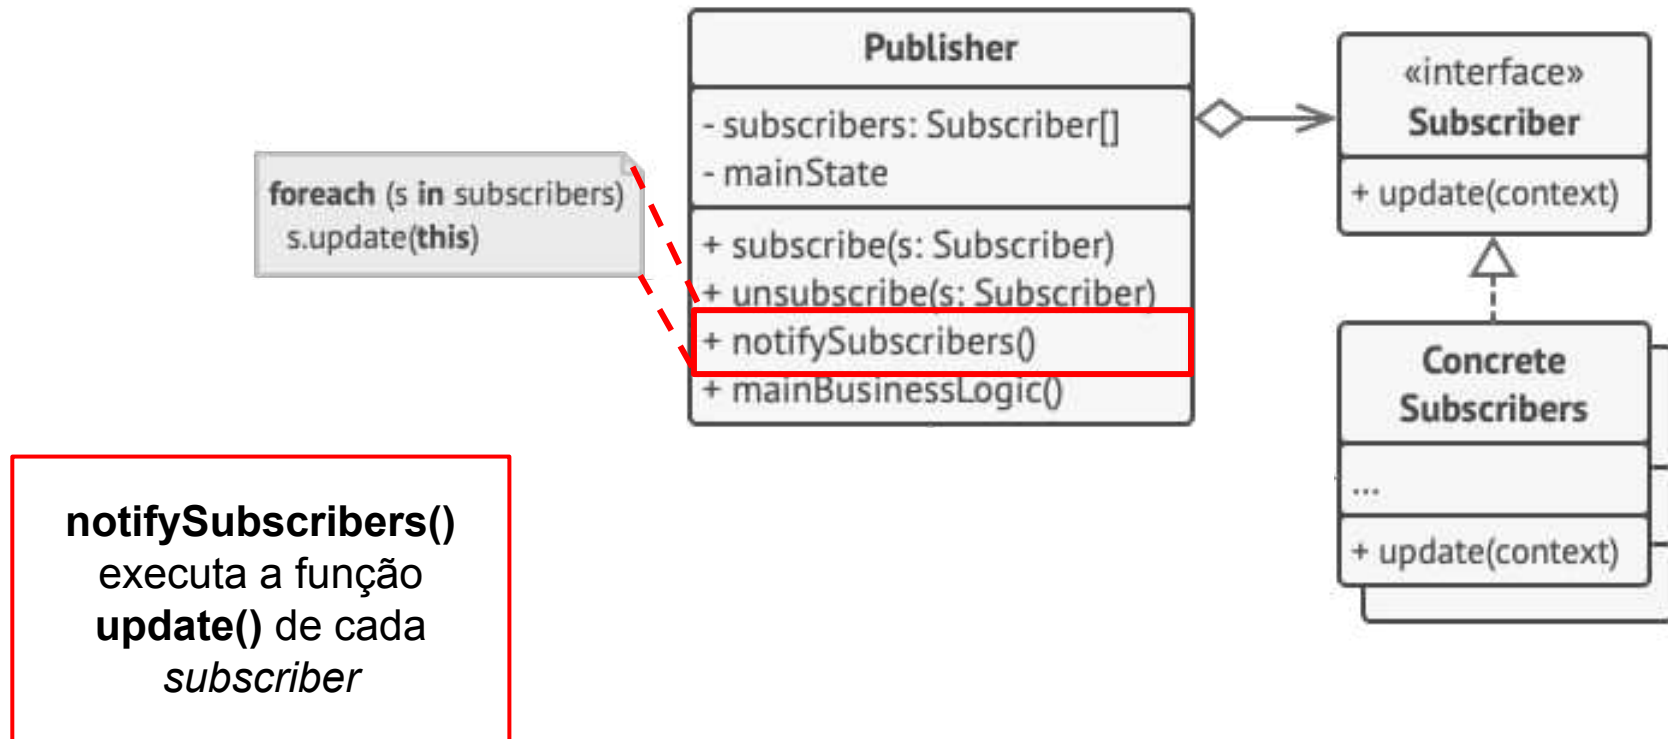 Publisher
- subscribers: Subscriber[]
- mainState
+ subscribe(s: Subscriber)
+ unsubscribe(s: Subscriber)
+ notifySubscribers()
+ mainBusinessLogic()
«interface»
Subscriber
+ update(context)
foreach (s in subscribers)
s.update(this)
Concrete
Subscribers
...
+ update(context)
notifySubscribers()
executa a função
update() de cada
subscriber